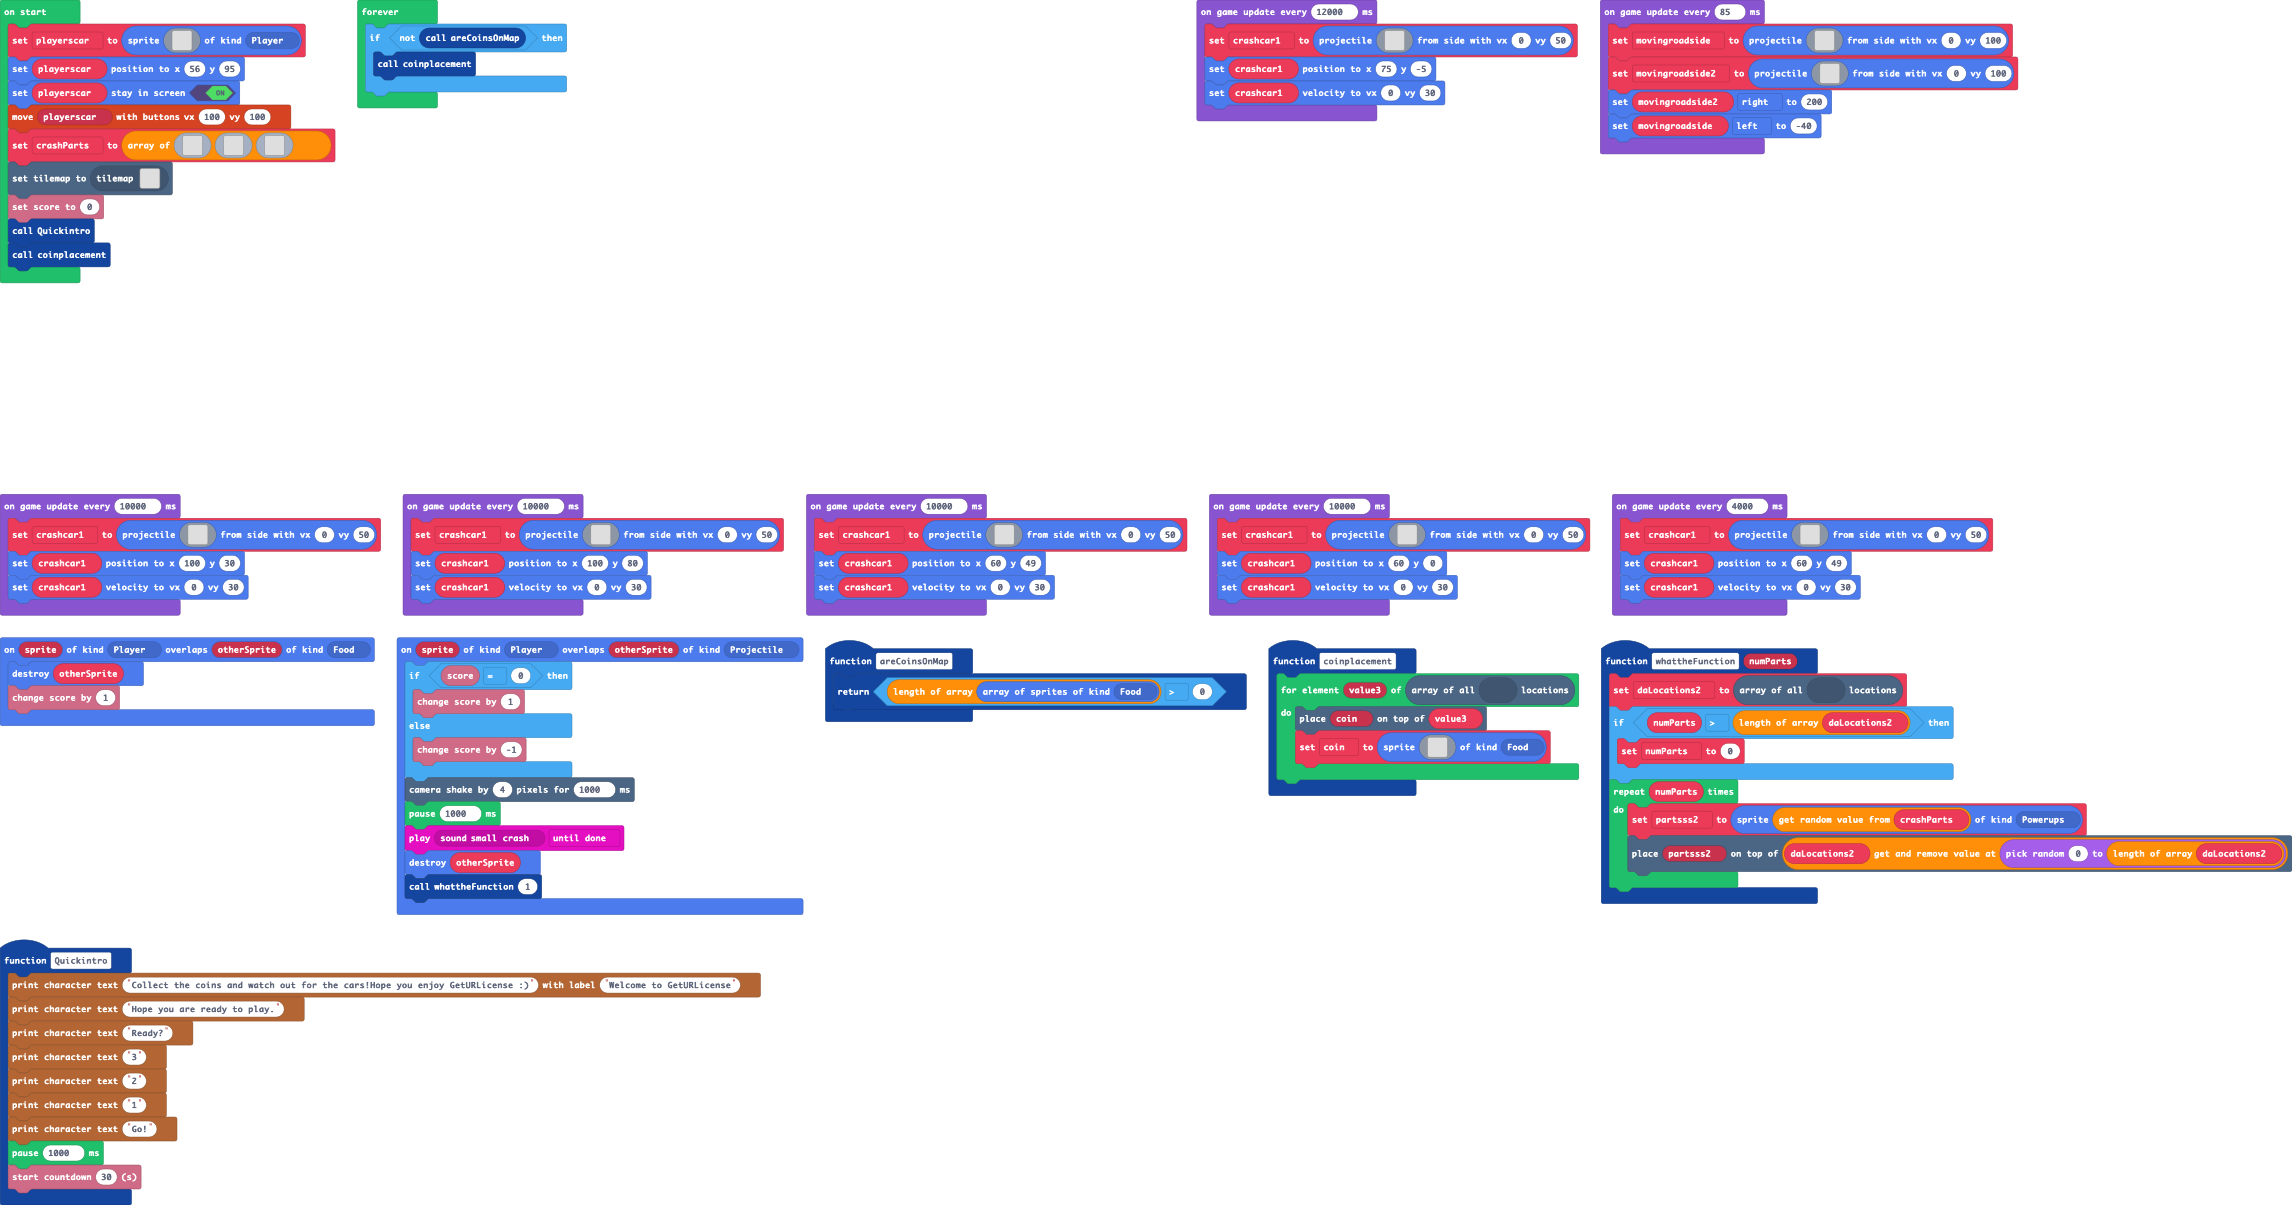 on start
set playerscar to sprite of kind Player
set playerscar position to x 56 y 95
set playerscar stay in screen ON
move playerscar with buttons vx 100 vy 100
set crashParts to array of
set tilemap to tilemap
set score to 0
call Quickintro
call coinplacement
forever
if not call areCoinsOnMap then
call coinplacement
on game update every 12000 ms
set crashcar1 to projectile from side with vx 0 vy 50
set crashcar1 position to x 75 y -5
set crashcar1 velocity to vx 0 vy 30
on game update every 85 ms
set movingroadside to projectile from side with vx 0 vy 100
set movingroadside2 to projectile from side with vx 0 vy 100
set movingroadside2 right to 200
set movingroadside left to -40
on game update every 10000 ms
set crashcar1 to projectile from side with vx 0 vy 50
set crashcar1 position to x 100 y 30
set crashcar1 velocity to vx 0 vy 30
on game update every 10000 ms
set crashcar1 to projectile from side with vx 0 vy 50
set crashcar1 position to x 100 y 80
set crashcar1 velocity to vx 0 vy 30
on game update every 10000 ms
set crashcar1 to projectile from side with vx 0 vy 50
set crashcar1 position to x 60 y 49
set crashcar1 velocity to vx 0 vy 30
on game update every 10000 ms
set crashcar1 to projectile from side with vx 0 vy 50
set crashcar1 position to x 60 y 0
set crashcar1 velocity to vx 0 vy 30
on game update every 4000 ms
set crashcar1 to projectile from side with vx 0 vy 50
set crashcar1 position to x 60 y 49
set crashcar1 velocity to vx 0 vy 30
on sprite of kind Player overlaps otherSprite of kind Food
destroy otherSprite
change score by 1
on sprite of kind Player overlaps otherSprite of kind Projectile
if score = 0 then
change score by 1
else
change score by -1
camera shake by 4 pixels for 1000 ms
pause 1000 ms
play sound small crash until done
destroy otherSprite
call whattheFunction 1
function areCoinsOnMap
return length of array array of sprites of kind Food > 0
function coinplacement
for element value3 of array of all locations
do
place coin on top of value3
set coin to sprite of kind Food
function whattheFunction numParts
set daLocations2 to array of all locations
if numParts > length of array daLocations2 then
set numParts to 0
repeat numParts times
do
set partsss2 to sprite get random value from crashParts of kind Powerups
place partsss2 on top of daLocations2 get and remove value at pick random 0 to length of array daLocations2
function Quickintro
print character text "Collect the coins and watch out for the cars!Hope you enjoy GetURLicense :)" with label "Welcome to GetURLicense"
print character text "Hope you are ready to play."
print character text "Ready?"
print character text "3"
print character text "2"
print character text "1"
print character text "Go!"
pause 1000 ms
start countdown 30 (s)